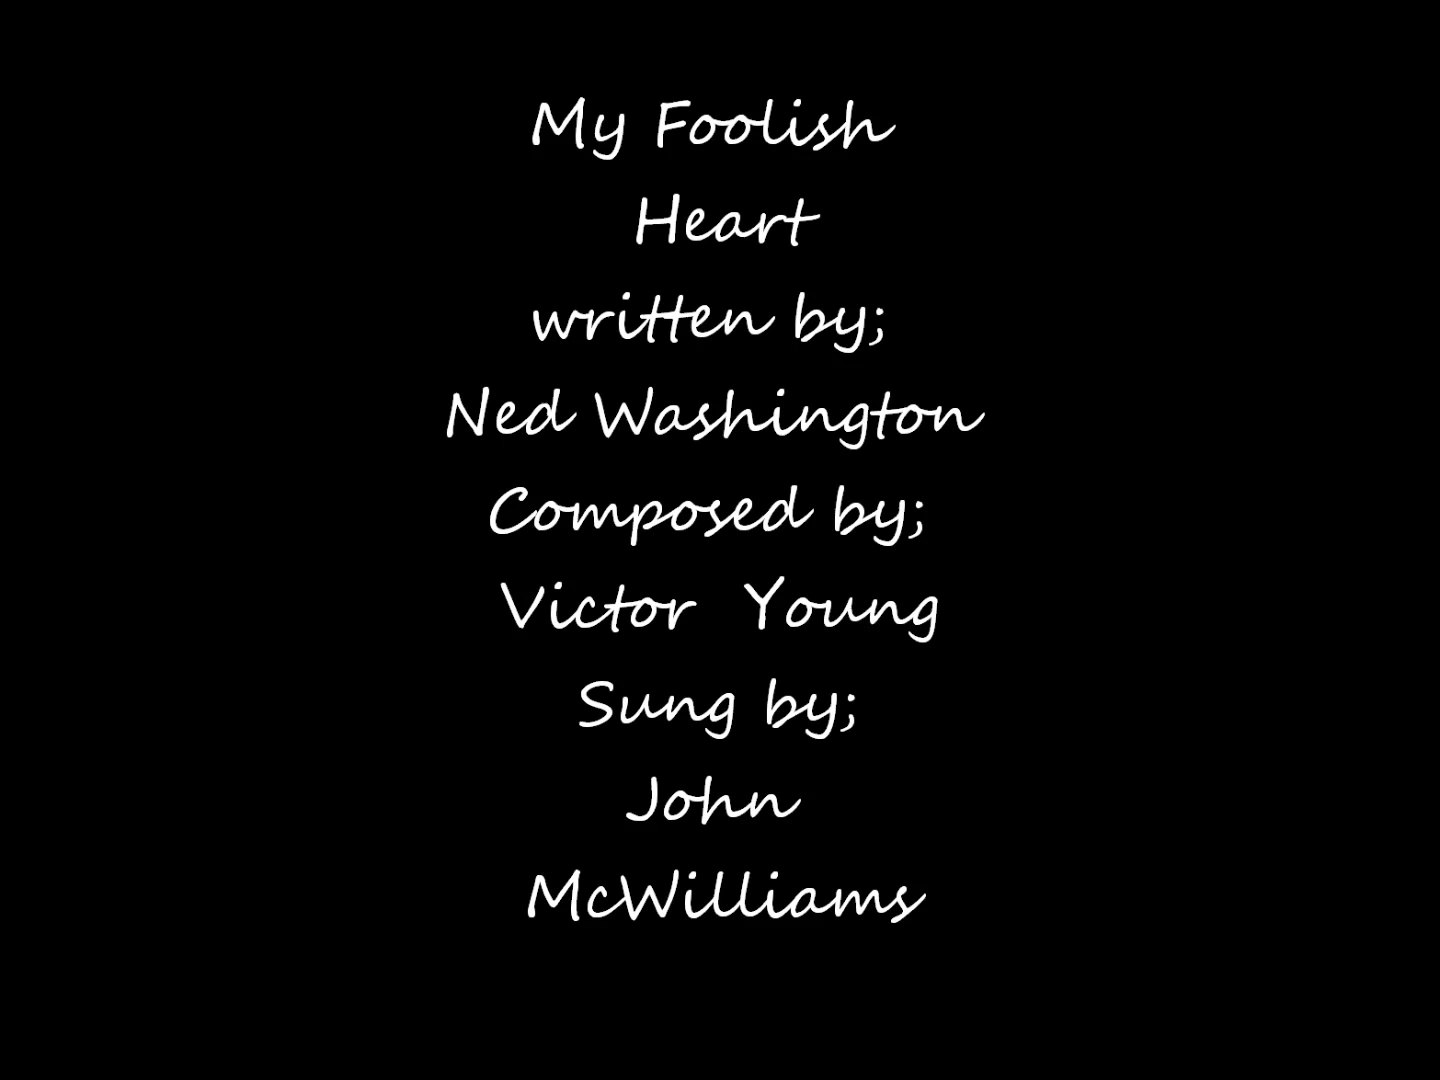 My Foolish
Heart
written by;
Ned Washington
Composed by;
Victor Young
Sung by;
John
McWilliams